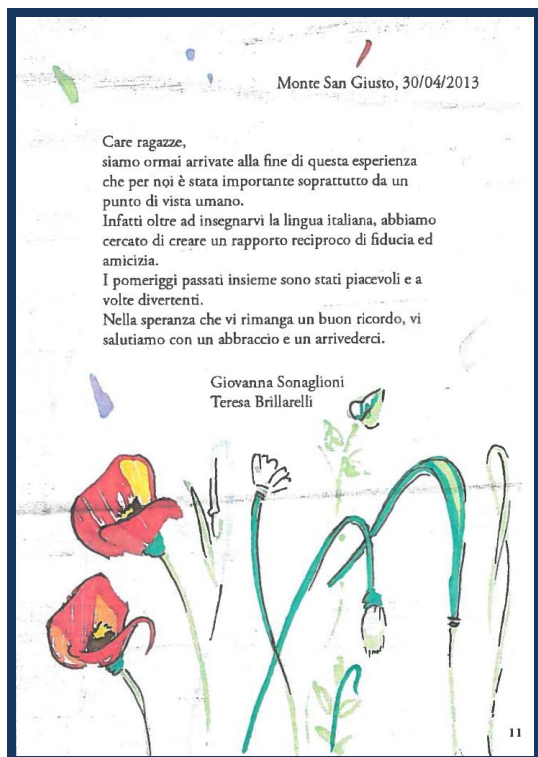 Monte San Giusto, 30/04/2013
Care ragazze,
siamo ormai arrivate alla fine di questa esperienza
che per noi è stata importante soprattutto da un
punto di vista umano.
Infatti oltre ad insegnarvi la lingua italiana, abbiamo
cercato di creare un rapporto reciproco di fiducia ed
amicizia.
I pomeriggi passati insieme sono stati piacevoli e a
volte divertenti.
Nella speranza che vi rimanga un buon ricordo, vi
salutiamo con un abbraccio e un arrivederci.
Giovanna Sonaglioni
Teresa Brillarelli
11